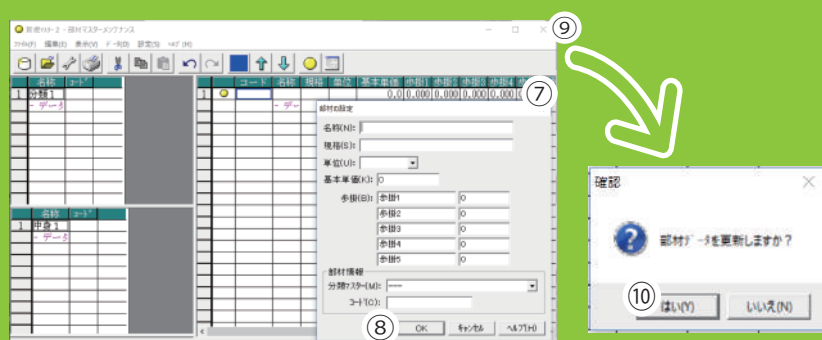 積算ﾏｽﾀｰ2 - 部材マスターメンテナンス
⑨
ﾌｧｲﾙ(F) 編集(E) 表示(V) ﾃﾞｰﾀ(D) 設定(S) ﾍﾙﾌﾟ(H)
名称 ｺｰﾄﾞ
1 分類1
- データ
コード 名称 規格 単位 基本単価 歩掛1 歩掛2 歩掛3 歩掛4
1 0.0 0.000 0.000 0.000 0.000
- デー
⑦
部材の設定
名称(N):
規格(S):
単位(U):
基本単価(K): 0
歩掛(B): 歩掛1 0
歩掛2 0
歩掛3 0
歩掛4 0
歩掛5 0
部材情報
分類ﾏｽﾀｰ(M): ---
ｺｰﾄﾞ(C):
⑧ OK ｷｬﾝｾﾙ ﾍﾙﾌﾟ(H)
名称 ｺｰﾄﾞ
1 中身1
- データ
確認
部材ﾃﾞｰﾀを更新しますか？
⑩ はい(Y) いいえ(N)